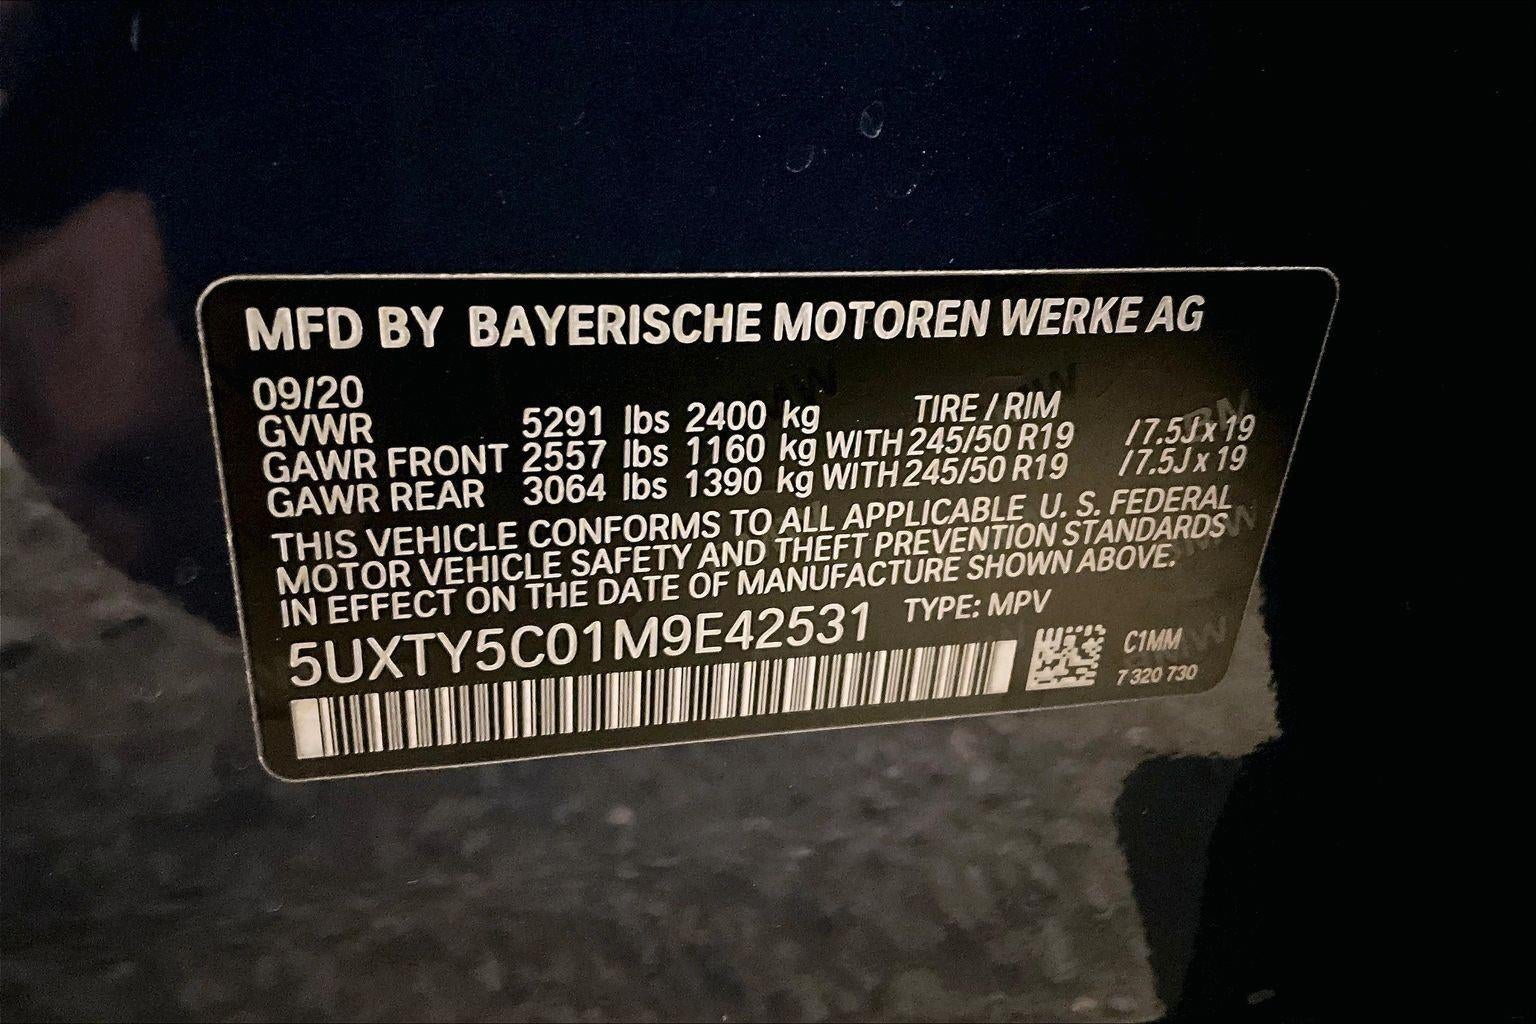 MFD BY BAYERISCHE MOTOREN WERKE AG
09/20
GVWR 5291 lbs 2400 kg TIRE / RIM
GAWR FRONT 2557 lbs 1160 kg WITH 245/50 R19 / 7.5J x 19
GAWR REAR 3064 lbs 1390 kg WITH 245/50 R19 / 7.5J x 19
THIS VEHICLE CONFORMS TO ALL APPLICABLE U. S. FEDERAL
MOTOR VEHICLE SAFETY AND THEFT PREVENTION STANDARDS
IN EFFECT ON THE DATE OF MANUFACTURE SHOWN ABOVE.
5UXTY5C01M9E42531 TYPE: MPV
C1MM
7 320 730